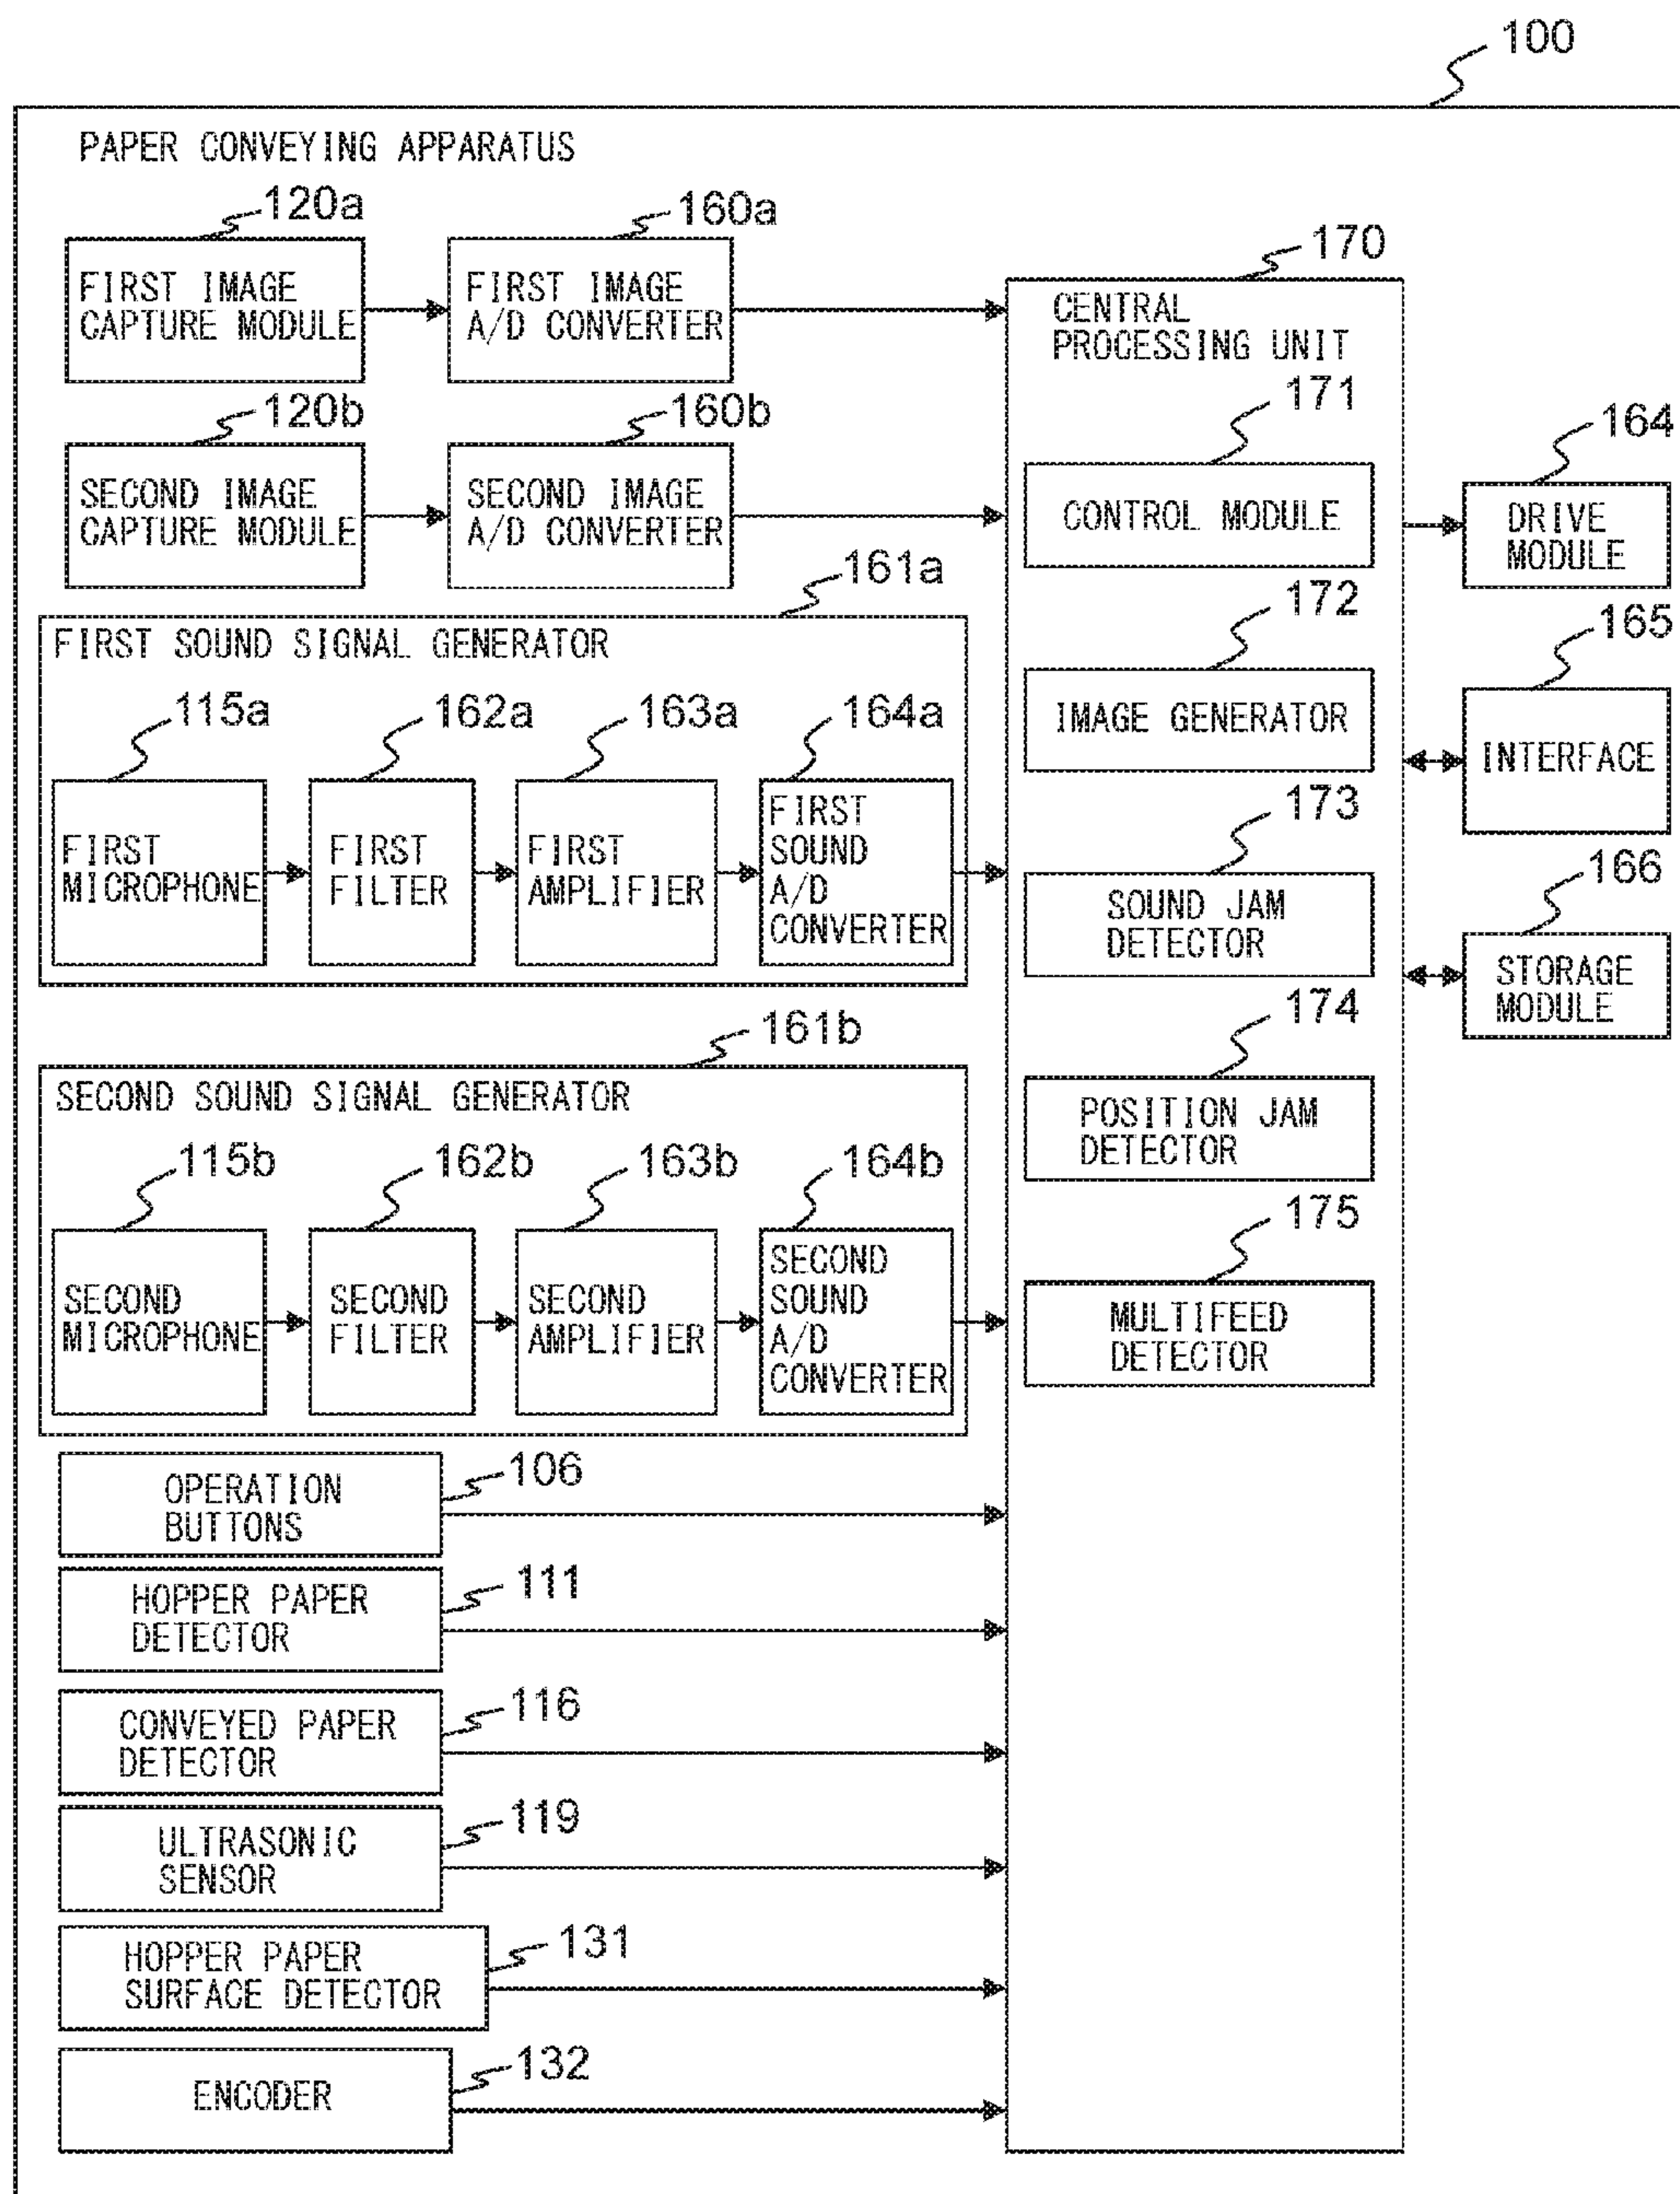 100
PAPER CONVEYING APPARATUS
120a
160a
FIRST IMAGE
CAPTURE MODULE
FIRST IMAGE
A/D CONVERTER
120b
160b
SECOND IMAGE
CAPTURE MODULE
SECOND IMAGE
A/D CONVERTER
161a
FIRST SOUND SIGNAL GENERATOR
115a
162a
163a
164a
FIRST
MICROPHONE
FIRST
FILTER
FIRST
AMPLIFIER
FIRST
SOUND
A/D
CONVERTER
161b
SECOND SOUND SIGNAL GENERATOR
115b
162b
163b
164b
SECOND
MICROPHONE
SECOND
FILTER
SECOND
AMPLIFIER
SECOND
SOUND
A/D
CONVERTER
OPERATION
BUTTONS
106
HOPPER PAPER
DETECTOR
111
CONVEYED PAPER
DETECTOR
116
ULTRASONIC
SENSOR
119
HOPPER PAPER
SURFACE DETECTOR
131
ENCODER
132
170
CENTRAL
PROCESSING UNIT
171
CONTROL MODULE
172
IMAGE GENERATOR
173
SOUND JAM
DETECTOR
174
POSITION JAM
DETECTOR
175
MULTIFEED
DETECTOR
164
DRIVE
MODULE
165
INTERFACE
166
STORAGE
MODULE